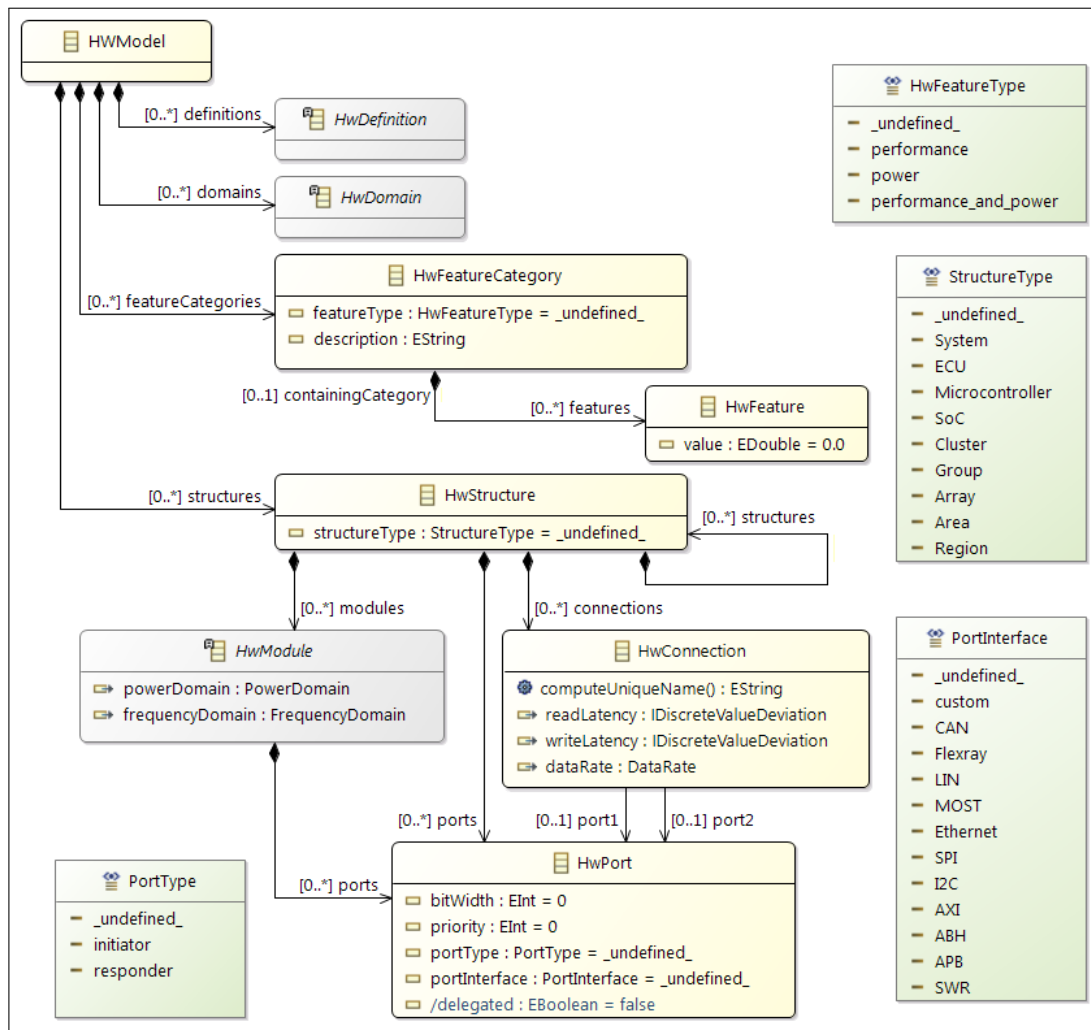 HWModel
[0..*] definitions
HwDefinition
[0..*] domains
HwDomain
[0..*] featureCategories
HwFeatureCategory
featureType : HwFeatureType = _undefined_
description : EString
[0..1] containingCategory
[0..*] features
HwFeature
value : EDouble = 0.0
[0..*] structures
HwStructure
structureType : StructureType = _undefined_
[0..*] structures
[0..*] modules
[0..*] connections
HwModule
powerDomain : PowerDomain
frequencyDomain : FrequencyDomain
HwConnection
computeUniqueName() : EString
readLatency : IDiscreteValueDeviation
writeLatency : IDiscreteValueDeviation
dataRate : DataRate
[0..*] ports
[0..1] port1
[0..1] port2
[0..*] ports
HwPort
bitWidth : EInt = 0
priority : EInt = 0
portType : PortType = _undefined_
portInterface : PortInterface = _undefined_
/delegated : EBoolean = false
PortType
_undefined_
initiator
responder
HwFeatureType
_undefined_
performance
power
performance_and_power
StructureType
_undefined_
System
ECU
Microcontroller
SoC
Cluster
Group
Array
Area
Region
PortInterface
_undefined_
custom
CAN
Flexray
LIN
MOST
Ethernet
SPI
I2C
AXI
ABH
APB
SWR